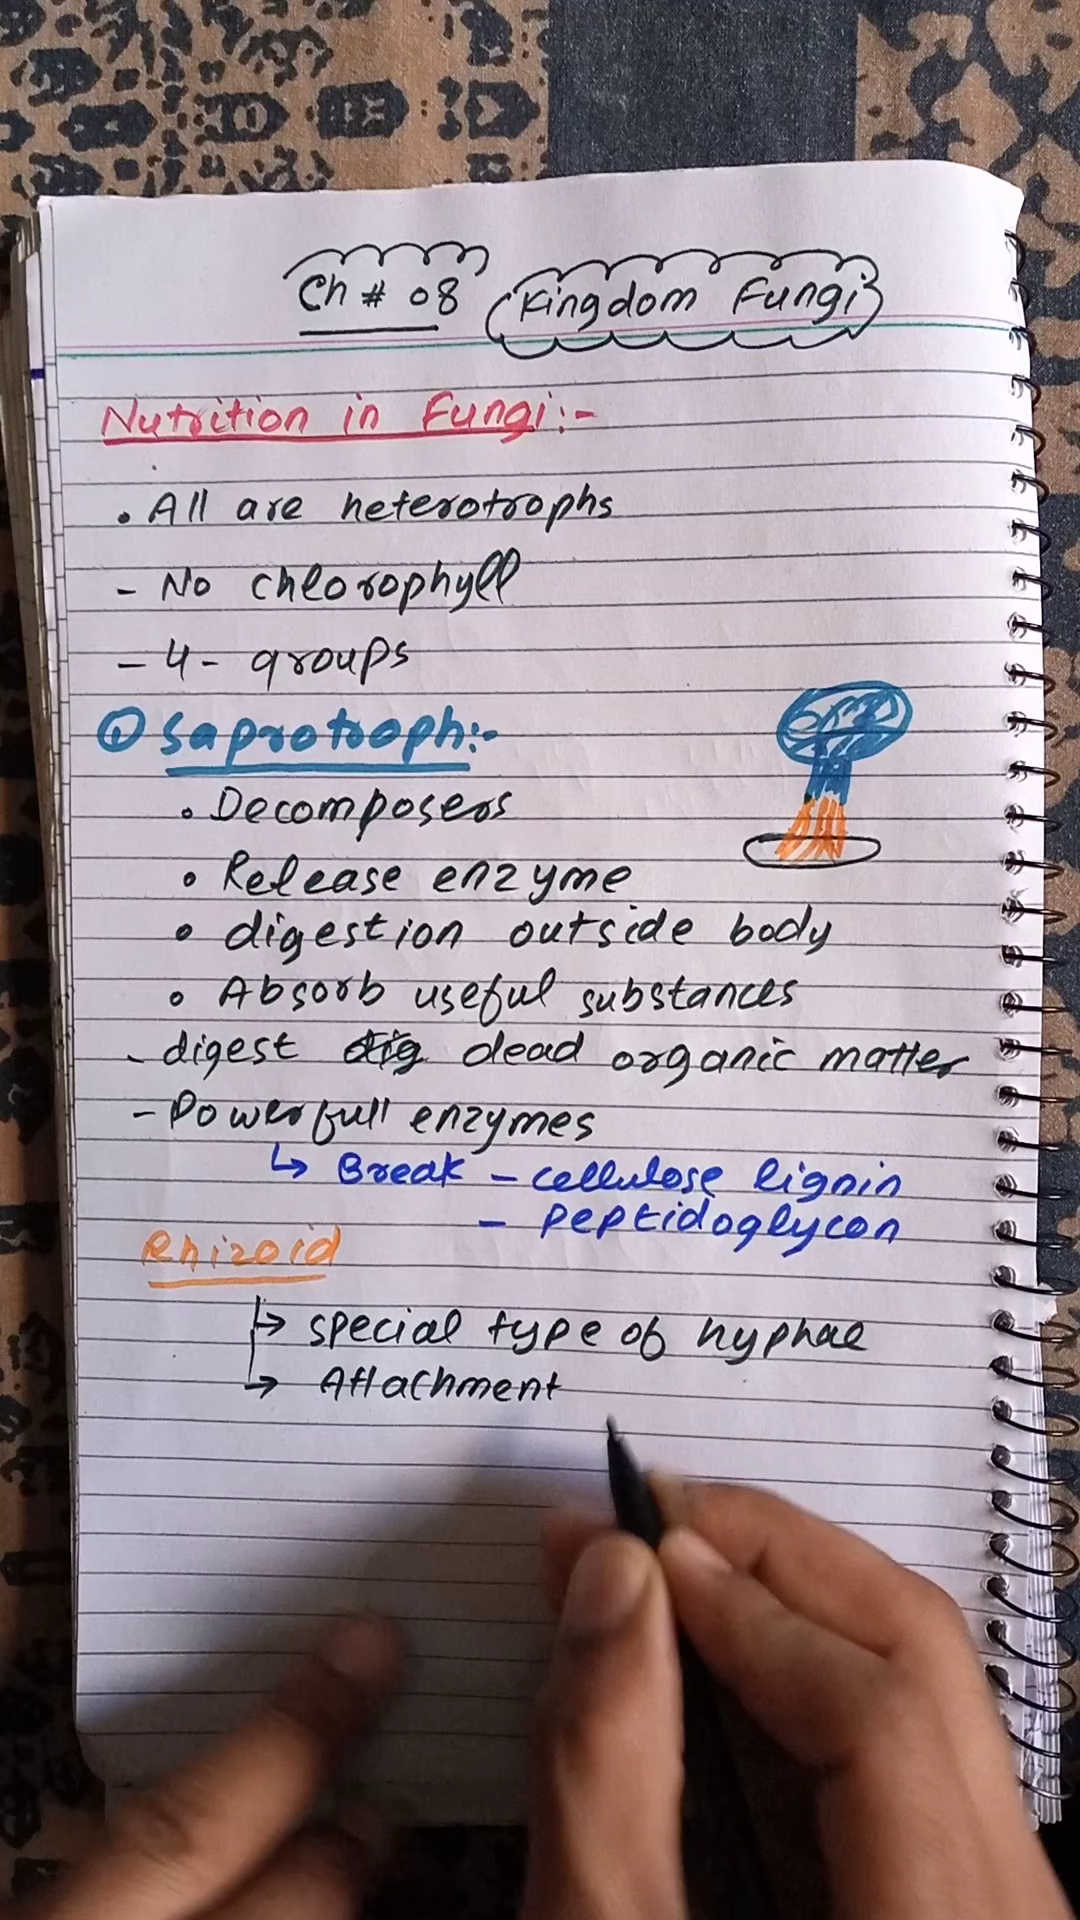 Ch # 08 Kingdom Fungi
Nutrition in Fungi:-
• All are heterotrophs
- No chlorophyll
- 4- groups
① Saprotroph:-
• Decomposers
• Release enzyme
• digestion outside body
• Absorb useful substances
- digest dig dead organic matter
- Powerfull enzymes
↳ Break - cellulose lignin
- peptidoglycon
Rhizoid
↳ special type of hyphae
→ Attachment